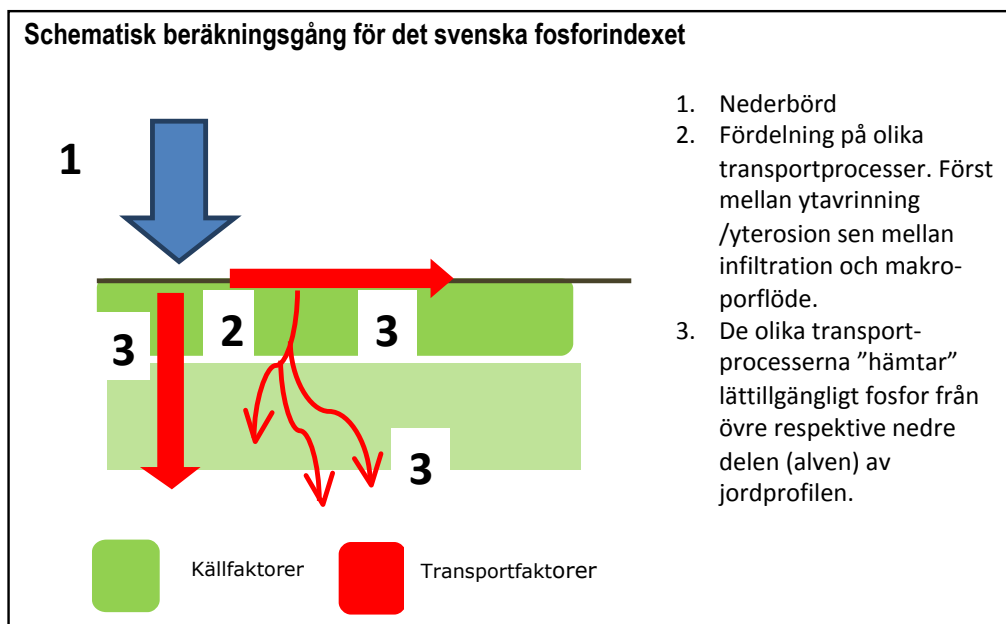 Schematisk beräkningsgång för det svenska fosforindexet
1
2
3
3
3
Källfaktorer
Transportfaktorer
1. Nederbörd
2. Fördelning på olika
transportprocesser. Först
mellan ytavrinning
/yterosion sen mellan
infiltration och makro-
porflöde.
3. De olika transport-
processerna ”hämtar”
lättillgängligt fosfor från
övre respektive nedre
delen (alven) av
jordprofilen.